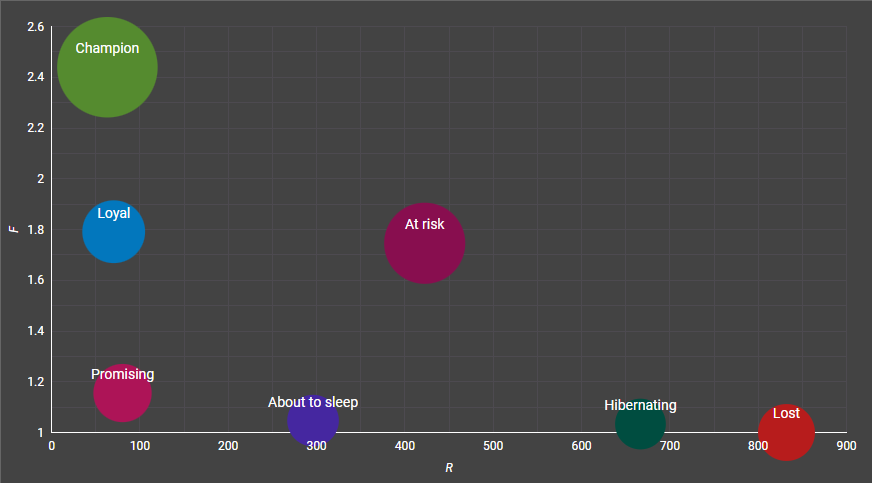 2.6
Champion
2.4
2.2
2
Loyal
At risk
1.8
F
1.6
1.4
Promising
1.2
About to sleep
Hibernating
Lost
1
0 100 200 300 400 500 600 700 800 900
R